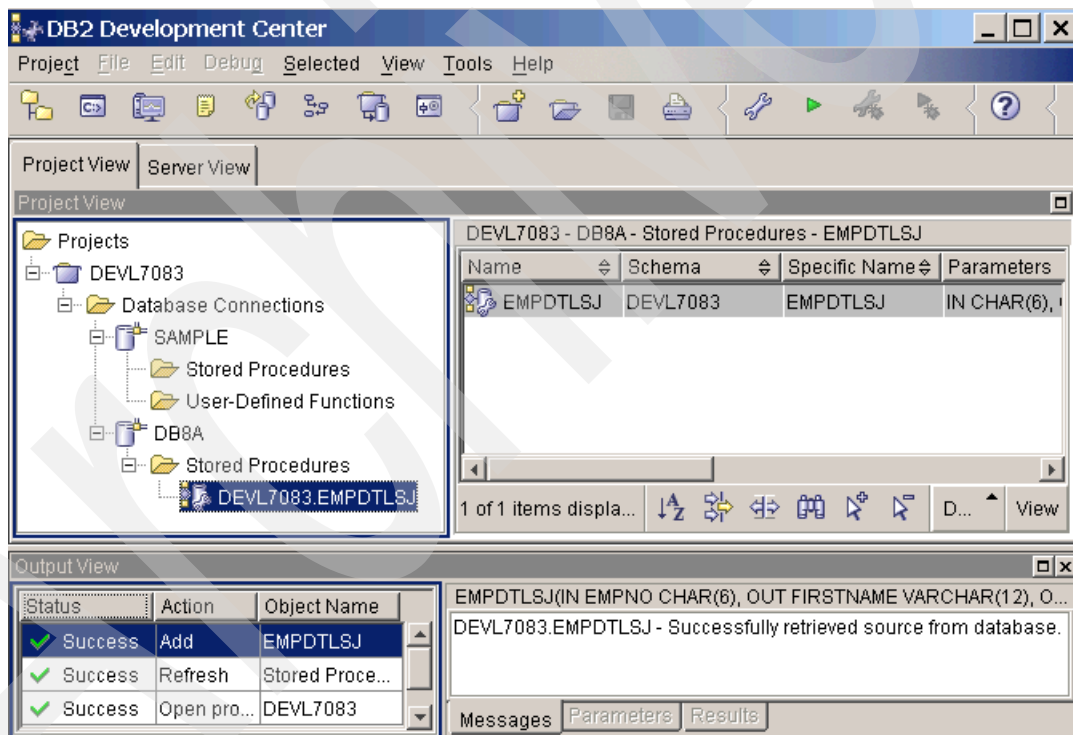 DB2 Development Center
Project File Edit Debug Selected View Tools Help
Project View Server View
Project View
Projects
DEVL7083
Database Connections
SAMPLE
Stored Procedures
User-Defined Functions
DB8A
Stored Procedures
DEVL7083.EMPDTLSJ
DEVL7083 - DB8A - Stored Procedures - EMPDTLSJ
Name Schema Specific Name Parameters
EMPDTLSJ DEVL7083 EMPDTLSJ IN CHAR(6),
1 of 1 items displa... D... View
Output View
Status Action Object Name
Success Add EMPDTLSJ
Success Refresh Stored Proce...
Success Open pro... DEVL7083
EMPDTLSJ(IN EMPNO CHAR(6), OUT FIRSTNAME VARCHAR(12), O...
DEVL7083.EMPDTLSJ - Successfully retrieved source from database.
Messages Parameters Results